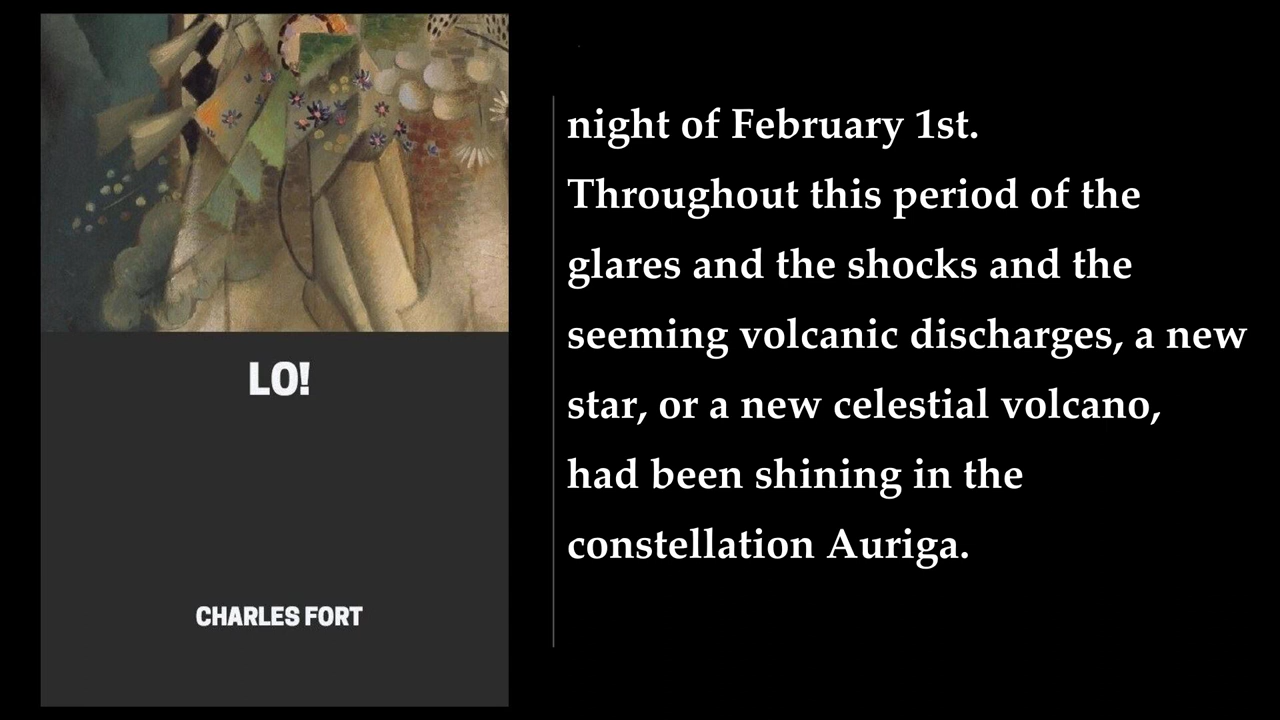 LO!
CHARLES FORT
night of February 1st.
Throughout this period of the
glares and the shocks and the
seeming volcanic discharges, a new
star, or a new celestial volcano,
had been shining in the
constellation Auriga.